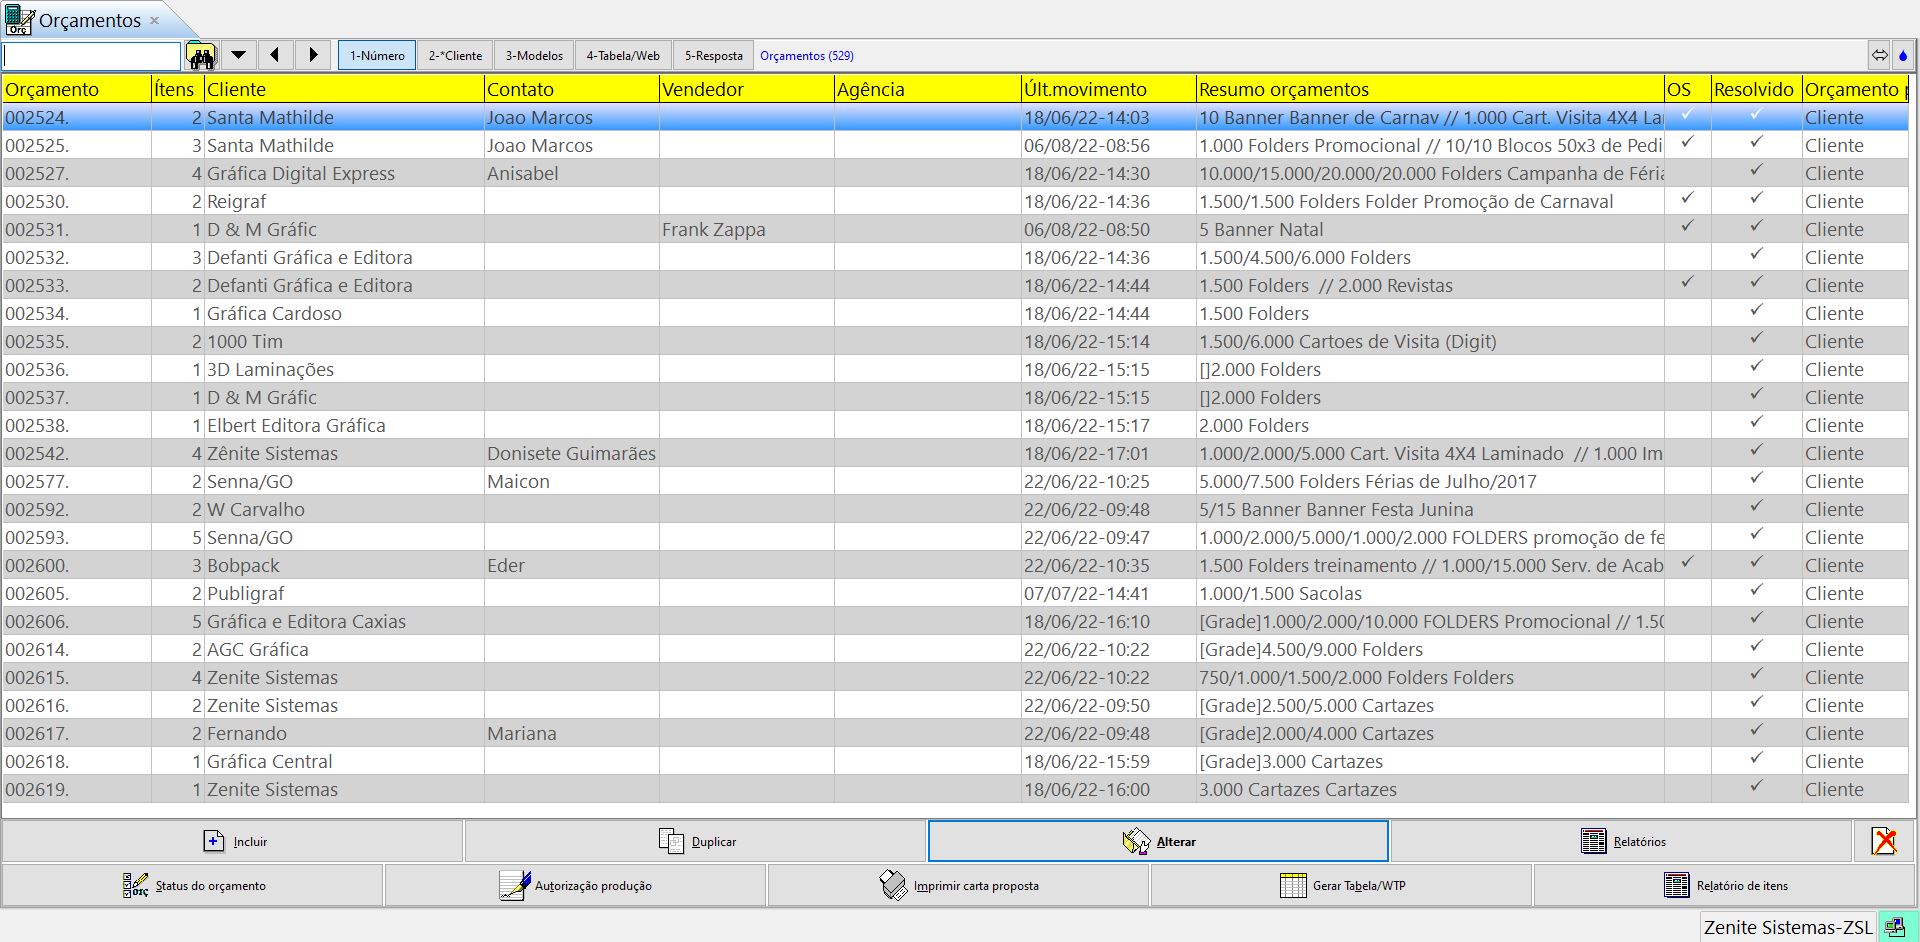 Orçamentos ×
1-Número 2-*Cliente 3-Modelos 4-Tabela/Web 5-Resposta Orçamentos (529)
Orçamento Ítens Cliente Contato Vendedor Agência Últ.movimento Resumo orçamentos OS Resolvido Orçamento p
002524. 2 Santa Mathilde Joao Marcos 18/06/22-14:03 10 Banner Banner de Carnav // 1.000 Cart. Visita 4X4 La ✓ ✓ Cliente
002525. 3 Santa Mathilde Joao Marcos 06/08/22-08:56 1.000 Folders Promocional // 10/10 Blocos 50x3 de Pedi ✓ ✓ Cliente
002527. 4 Gráfica Digital Express Anisabel 18/06/22-14:30 10.000/15.000/20.000/20.000 Folders Campanha de Féria ✓ Cliente
002530. 2 Reigraf 18/06/22-14:36 1.500/1.500 Folders Folder Promoção de Carnaval ✓ ✓ Cliente
002531. 1 D & M Gráfic Frank Zappa 06/08/22-08:50 5 Banner Natal ✓ ✓ Cliente
002532. 3 Defanti Gráfica e Editora 18/06/22-14:36 1.500/4.500/6.000 Folders ✓ Cliente
002533. 2 Defanti Gráfica e Editora 18/06/22-14:44 1.500 Folders // 2.000 Revistas ✓ ✓ Cliente
002534. 1 Gráfica Cardoso 18/06/22-14:44 1.500 Folders ✓ Cliente
002535. 2 1000 Tim 18/06/22-15:14 1.500/6.000 Cartoes de Visita (Digit) ✓ Cliente
002536. 1 3D Laminações 18/06/22-15:15 []2.000 Folders ✓ Cliente
002537. 1 D & M Gráfic 18/06/22-15:15 []2.000 Folders ✓ Cliente
002538. 1 Elbert Editora Gráfica 18/06/22-15:17 2.000 Folders ✓ Cliente
002542. 4 Zênite Sistemas Donisete Guimarães 18/06/22-17:01 1.000/2.000/5.000 Cart. Visita 4X4 Laminado // 1.000 Im ✓ Cliente
002577. 2 Senna/GO Maicon 22/06/22-10:25 5.000/7.500 Folders Férias de Julho/2017 ✓ Cliente
002592. 2 W Carvalho 22/06/22-09:48 5/15 Banner Banner Festa Junina ✓ Cliente
002593. 5 Senna/GO 22/06/22-09:47 1.000/2.000/5.000/1.000/2.000 FOLDERS promoção de fe ✓ Cliente
002600. 3 Bobpack Eder 22/06/22-10:35 1.500 Folders treinamento // 1.000/15.000 Serv. de Acab ✓ ✓ Cliente
002605. 2 Publigraf 07/07/22-14:41 1.000/1.500 Sacolas ✓ Cliente
002606. 5 Gráfica e Editora Caxias 18/06/22-16:10 [Grade]1.000/2.000/10.000 FOLDERS Promocional // 1.50 ✓ Cliente
002614. 2 AGC Gráfica 22/06/22-10:22 [Grade]4.500/9.000 Folders ✓ Cliente
002615. 4 Zenite Sistemas 22/06/22-10:22 750/1.000/1.500/2.000 Folders Folders ✓ Cliente
002616. 2 Zenite Sistemas 22/06/22-09:50 [Grade]2.500/5.000 Cartazes ✓ Cliente
002617. 2 Fernando Mariana 22/06/22-09:48 [Grade]2.000/4.000 Cartazes ✓ Cliente
002618. 1 Gráfica Central 18/06/22-15:59 [Grade]3.000 Cartazes ✓ Cliente
002619. 1 Zenite Sistemas 18/06/22-16:00 3.000 Cartazes Cartazes ✓ Cliente
Incluir Duplicar Alterar Relatórios
Status do orçamento Autorização produção Imprimir carta proposta Gerar Tabela/WTP Relatório de itens
Zenite Sistemas-ZSL